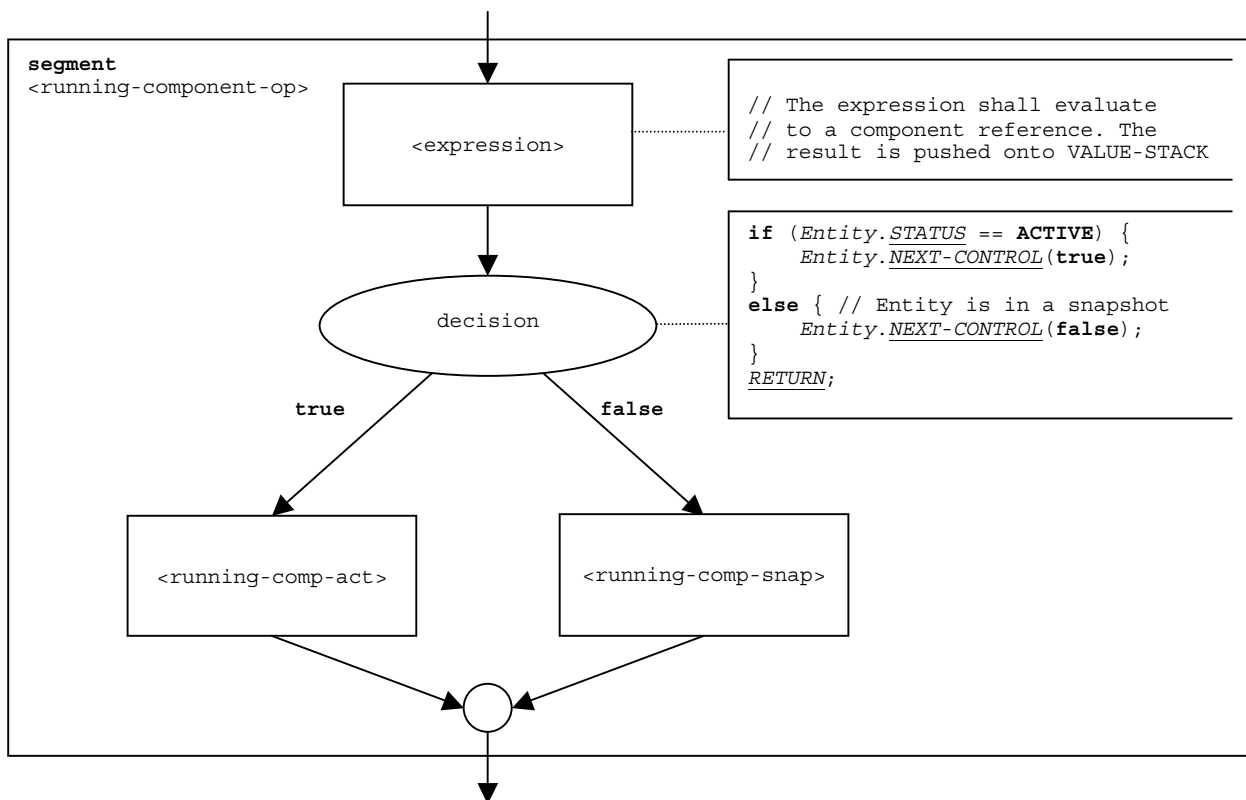 segment
<running-component-op>
<expression>
// The expression shall evaluate
// to a component reference. The
// result is pushed onto VALUE-STACK
decision
if (Entity.STATUS == ACTIVE) {
Entity.NEXT-CONTROL(true);
}
else { // Entity is in a snapshot
Entity.NEXT-CONTROL(false);
}
RETURN;
true
false
<running-comp-act>
<running-comp-snap>